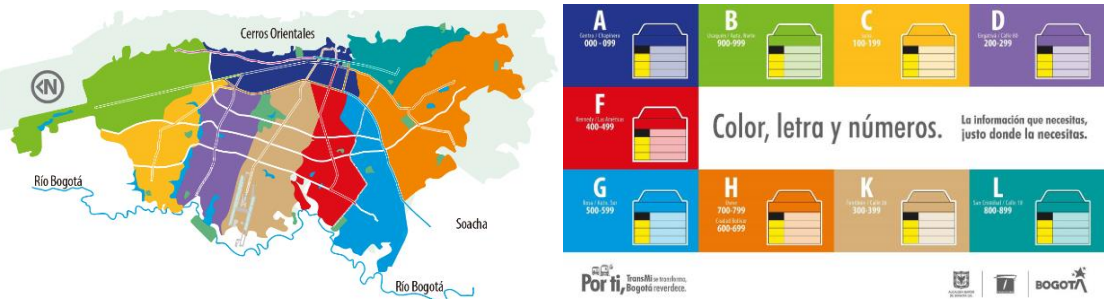 Cerros Orientales
N
Río Bogotá
Soacha
Río Bogotá
A
Centro / Chapinero
000 - 099
B
Usaquén / Auto. Norte
900-999
C
Suba
100-199
D
Engativá / Calle 80
200-299
F
Kennedy / Las Américas
400-499
Color, letra y números.
La información que necesitas,
justo donde la necesitas.
G
Bosa / Auto. Sur
500-599
H
Usme
700-799
Ciudad Bolívar
600-699
K
300-399
L
San Cristóbal / Calle 10
800-899
Por ti,
TransMi se transforma,
Bogotá reverdece.
BOGOTÁ